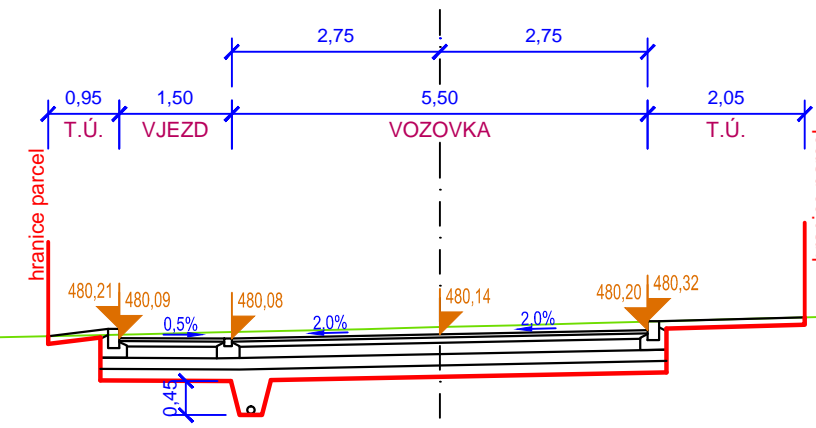 2,75 2,75
0,95 1,50 5,50 2,05
T.Ú. VJEZD VOZOVKA T.Ú.
hranice parcel
480,21 480,09 480,08 480,14 480,20 480,32
0,5% 2,0% 2,0%
0,45